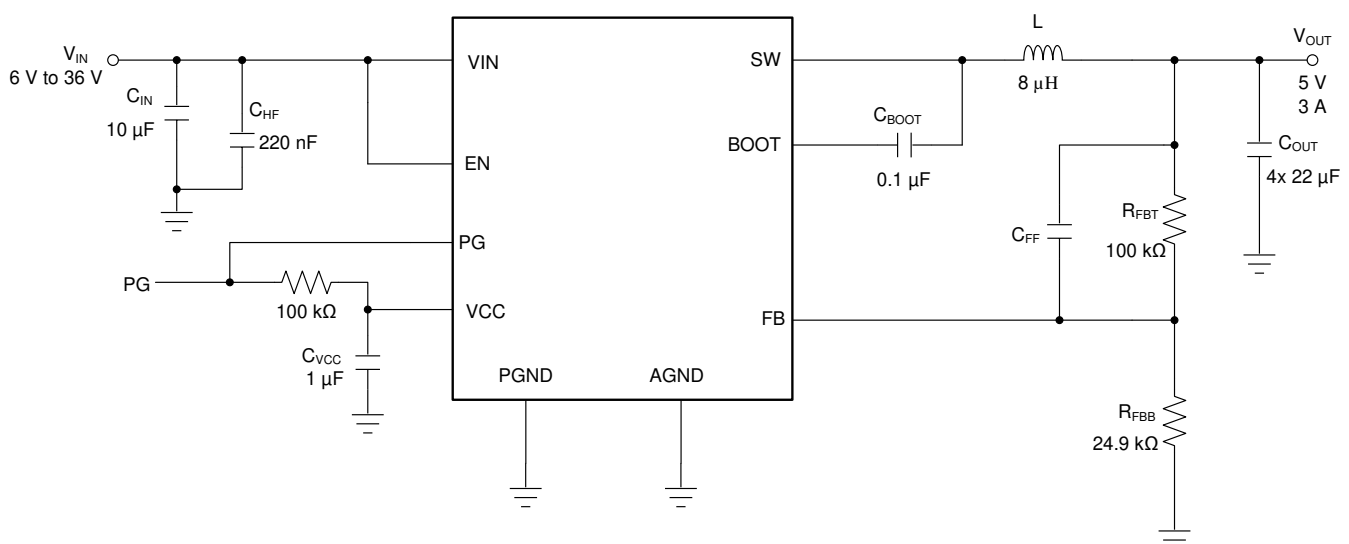 V_IN
6 V to 36 V
C_IN
10 µF
C_HF
220 nF
VIN
EN
PG
VCC
PGND
AGND
SW
BOOT
FB
PG
100 kΩ
C_VCC
1 µF
C_BOOT
0.1 µF
L
8 µH
V_OUT
5 V
3 A
C_OUT
4x 22 µF
C_FF
R_FBT
100 kΩ
R_FBB
24.9 kΩ